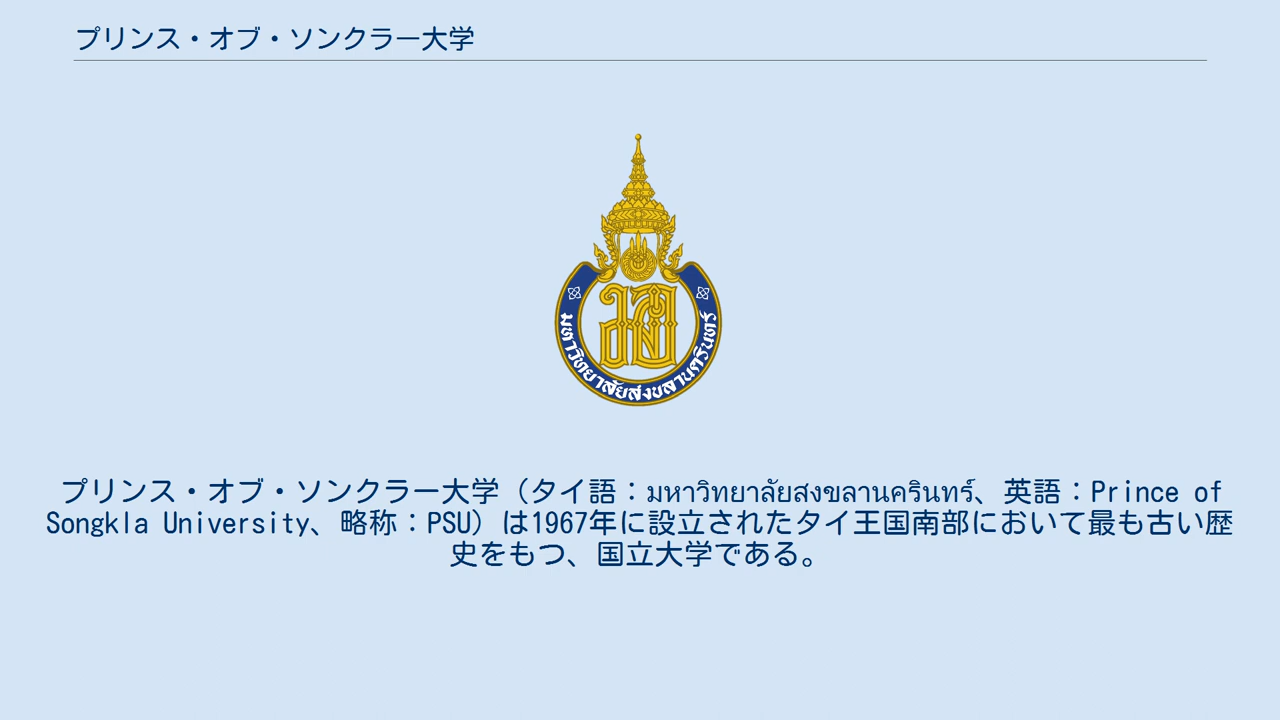 プリンス・オブ・ソンクラー大学
มหาวิทยาลัยสงขลานครินทร์
プリンス・オブ・ソンクラー大学（タイ語：มหาวิทยาลัยสงขลานครินทร์、英語：Prince of
Songkla University、略称：PSU）は1967年に設立されたタイ王国南部において最も古い歴
史をもつ、国立大学である。